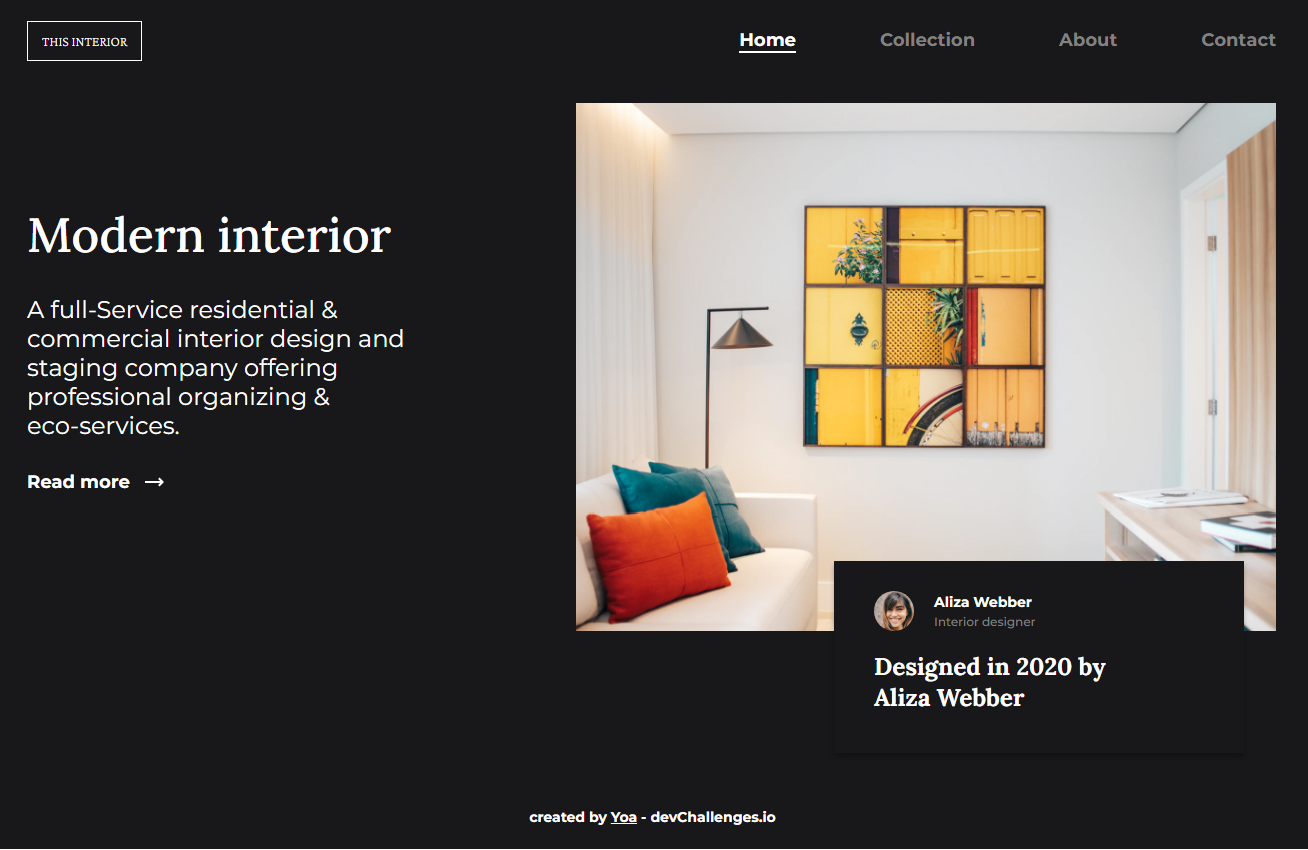 THIS INTERIOR
Home
Collection
About
Contact
Modern interior
A full-Service residential &
commercial interior design and
staging company offering
professional organizing &
eco-services.
Read more
Aliza Webber
Interior designer
Designed in 2020 by
Aliza Webber
created by Yoa - devChallenges.io